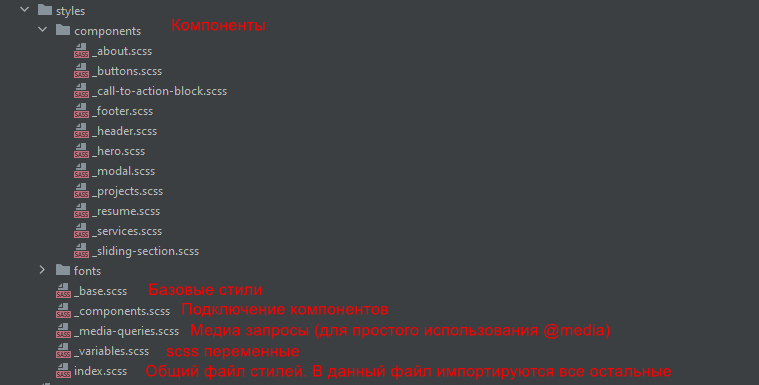 styles
components Компоненты
_about.scss
_buttons.scss
_call-to-action-block.scss
_footer.scss
_header.scss
_hero.scss
_modal.scss
_projects.scss
_resume.scss
_services.scss
_sliding-section.scss
fonts
_base.scss Базовые стили
_components.scss Подключение компонентов
_media-queries.scss Медиа запросы (для простого использования @media)
_variables.scss scss переменные
index.scss Общий файл стилей. В данный файл импортируются все остальные